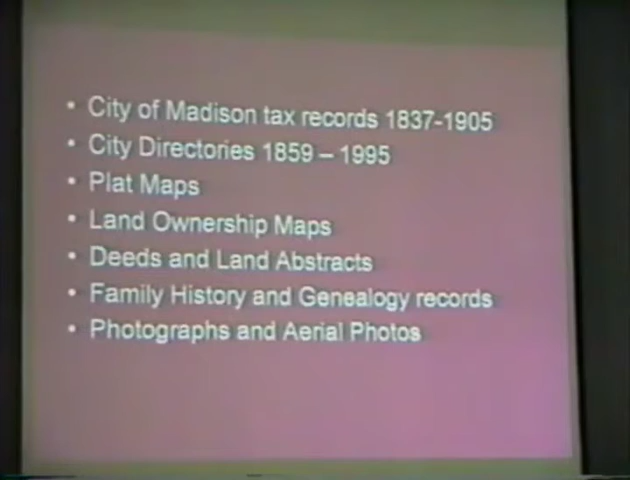 • City of Madison tax records 1837-1905
• City Directories 1859 – 1995
• Plat Maps
• Land Ownership Maps
• Deeds and Land Abstracts
• Family History and Genealogy records
• Photographs and Aerial Photos